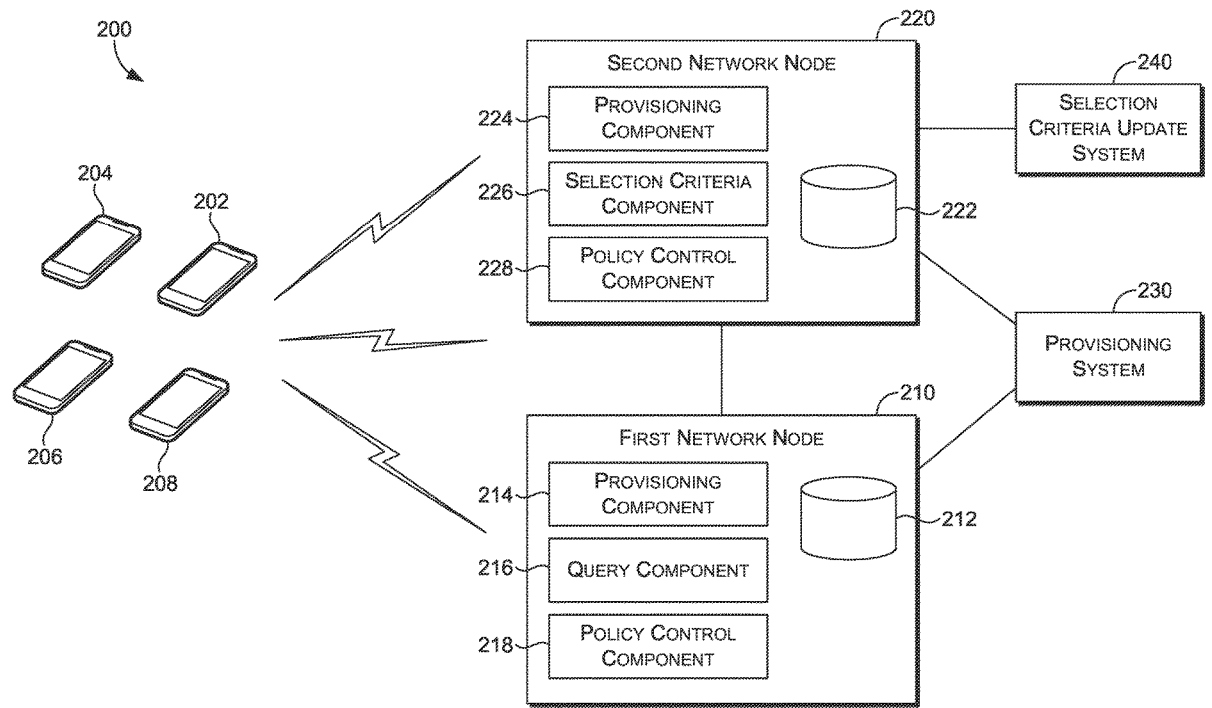 200
204
202
206
208
220
SECOND NETWORK NODE
224
PROVISIONING
COMPONENT
226
SELECTION CRITERIA
COMPONENT
228
POLICY CONTROL
COMPONENT
222
240
SELECTION
CRITERIA UPDATE
SYSTEM
230
PROVISIONING
SYSTEM
210
FIRST NETWORK NODE
214
PROVISIONING
COMPONENT
216
QUERY COMPONENT
218
POLICY CONTROL
COMPONENT
212